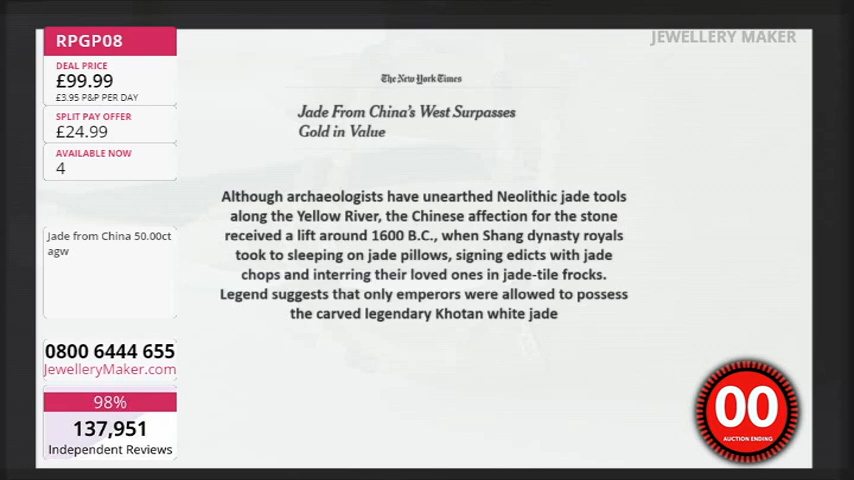 RPGP08
DEAL PRICE
£99.99
£3.95 P&P PER DAY
SPLIT PAY OFFER
£24.99
AVAILABLE NOW
4
Jade from China 50.00ct
agw
0800 6444 655
JewelleryMaker.com
98%
137,951
Independent Reviews
JEWELLERY MAKER
The New York Times
Jade From China's West Surpasses
Gold in Value
Although archaeologists have unearthed Neolithic jade tools
along the Yellow River, the Chinese affection for the stone
received a lift around 1600 B.C., when Shang dynasty royals
took to sleeping on jade pillows, signing edicts with jade
chops and interring their loved ones in jade-tile frocks.
Legend suggests that only emperors were allowed to possess
the carved legendary Khotan white jade
00
AUCTION ENDING